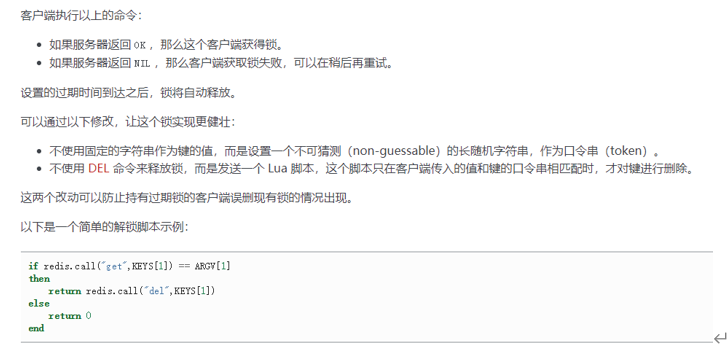 客户端执行以上的命令：
• 如果服务器返回 OK ，那么这个客户端获得锁。
• 如果服务器返回 NIL ，那么客户端获取锁失败，可以在稍后再重试。
设置的过期时间到达之后，锁将自动释放。
可以通过以下修改，让这个锁实现更健壮：
• 不使用固定的字符串作为键的值，而是设置一个不可猜测（non-guessable）的长随机字符串，作为口令串（token）。
• 不使用 DEL 命令来释放锁，而是发送一个 Lua 脚本，这个脚本只在客户端传入的值和键的口令串相匹配时，才对键进行删除。
这两个改动可以防止持有过期锁的客户端误删现有锁的情况出现。
以下是一个简单的解锁脚本示例：
if redis.call("get",KEYS[1]) == ARGV[1]
then
    return redis.call("del",KEYS[1])
else
    return 0
end